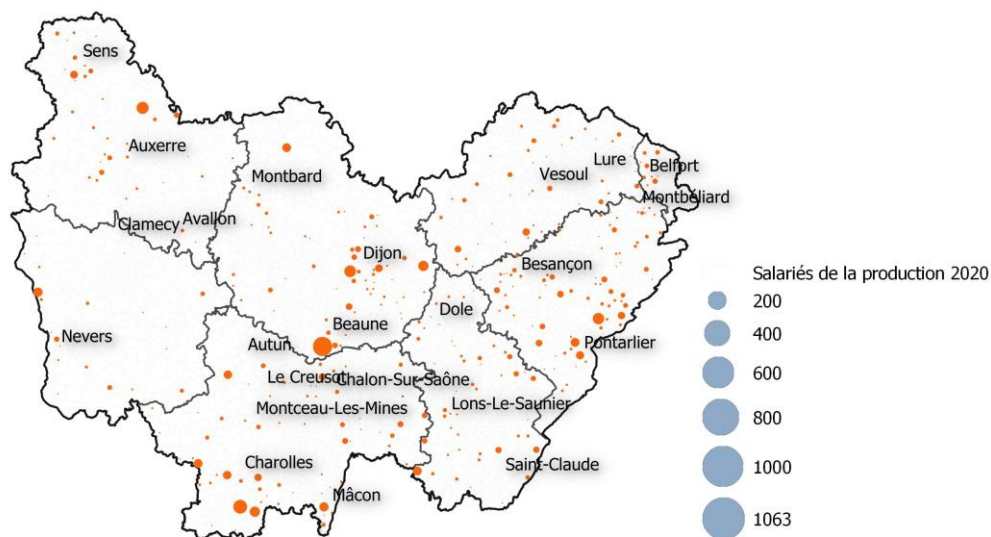 Sens
Auxerre
Montbard
Lure
Belfort
Vesoul
Montbéliard
Clamecy
Avallon
Dijon
Besançon
Salariés de la production 2020
200
Nevers
Beaune
Dole
400
Autun
Pontarlier
Le Creusot
Chalon-Sur-Saône
600
Montceau-Les-Mines
Lons-Le-Saunier
800
Charolles
Saint-Claude
1000
Mâcon
1063